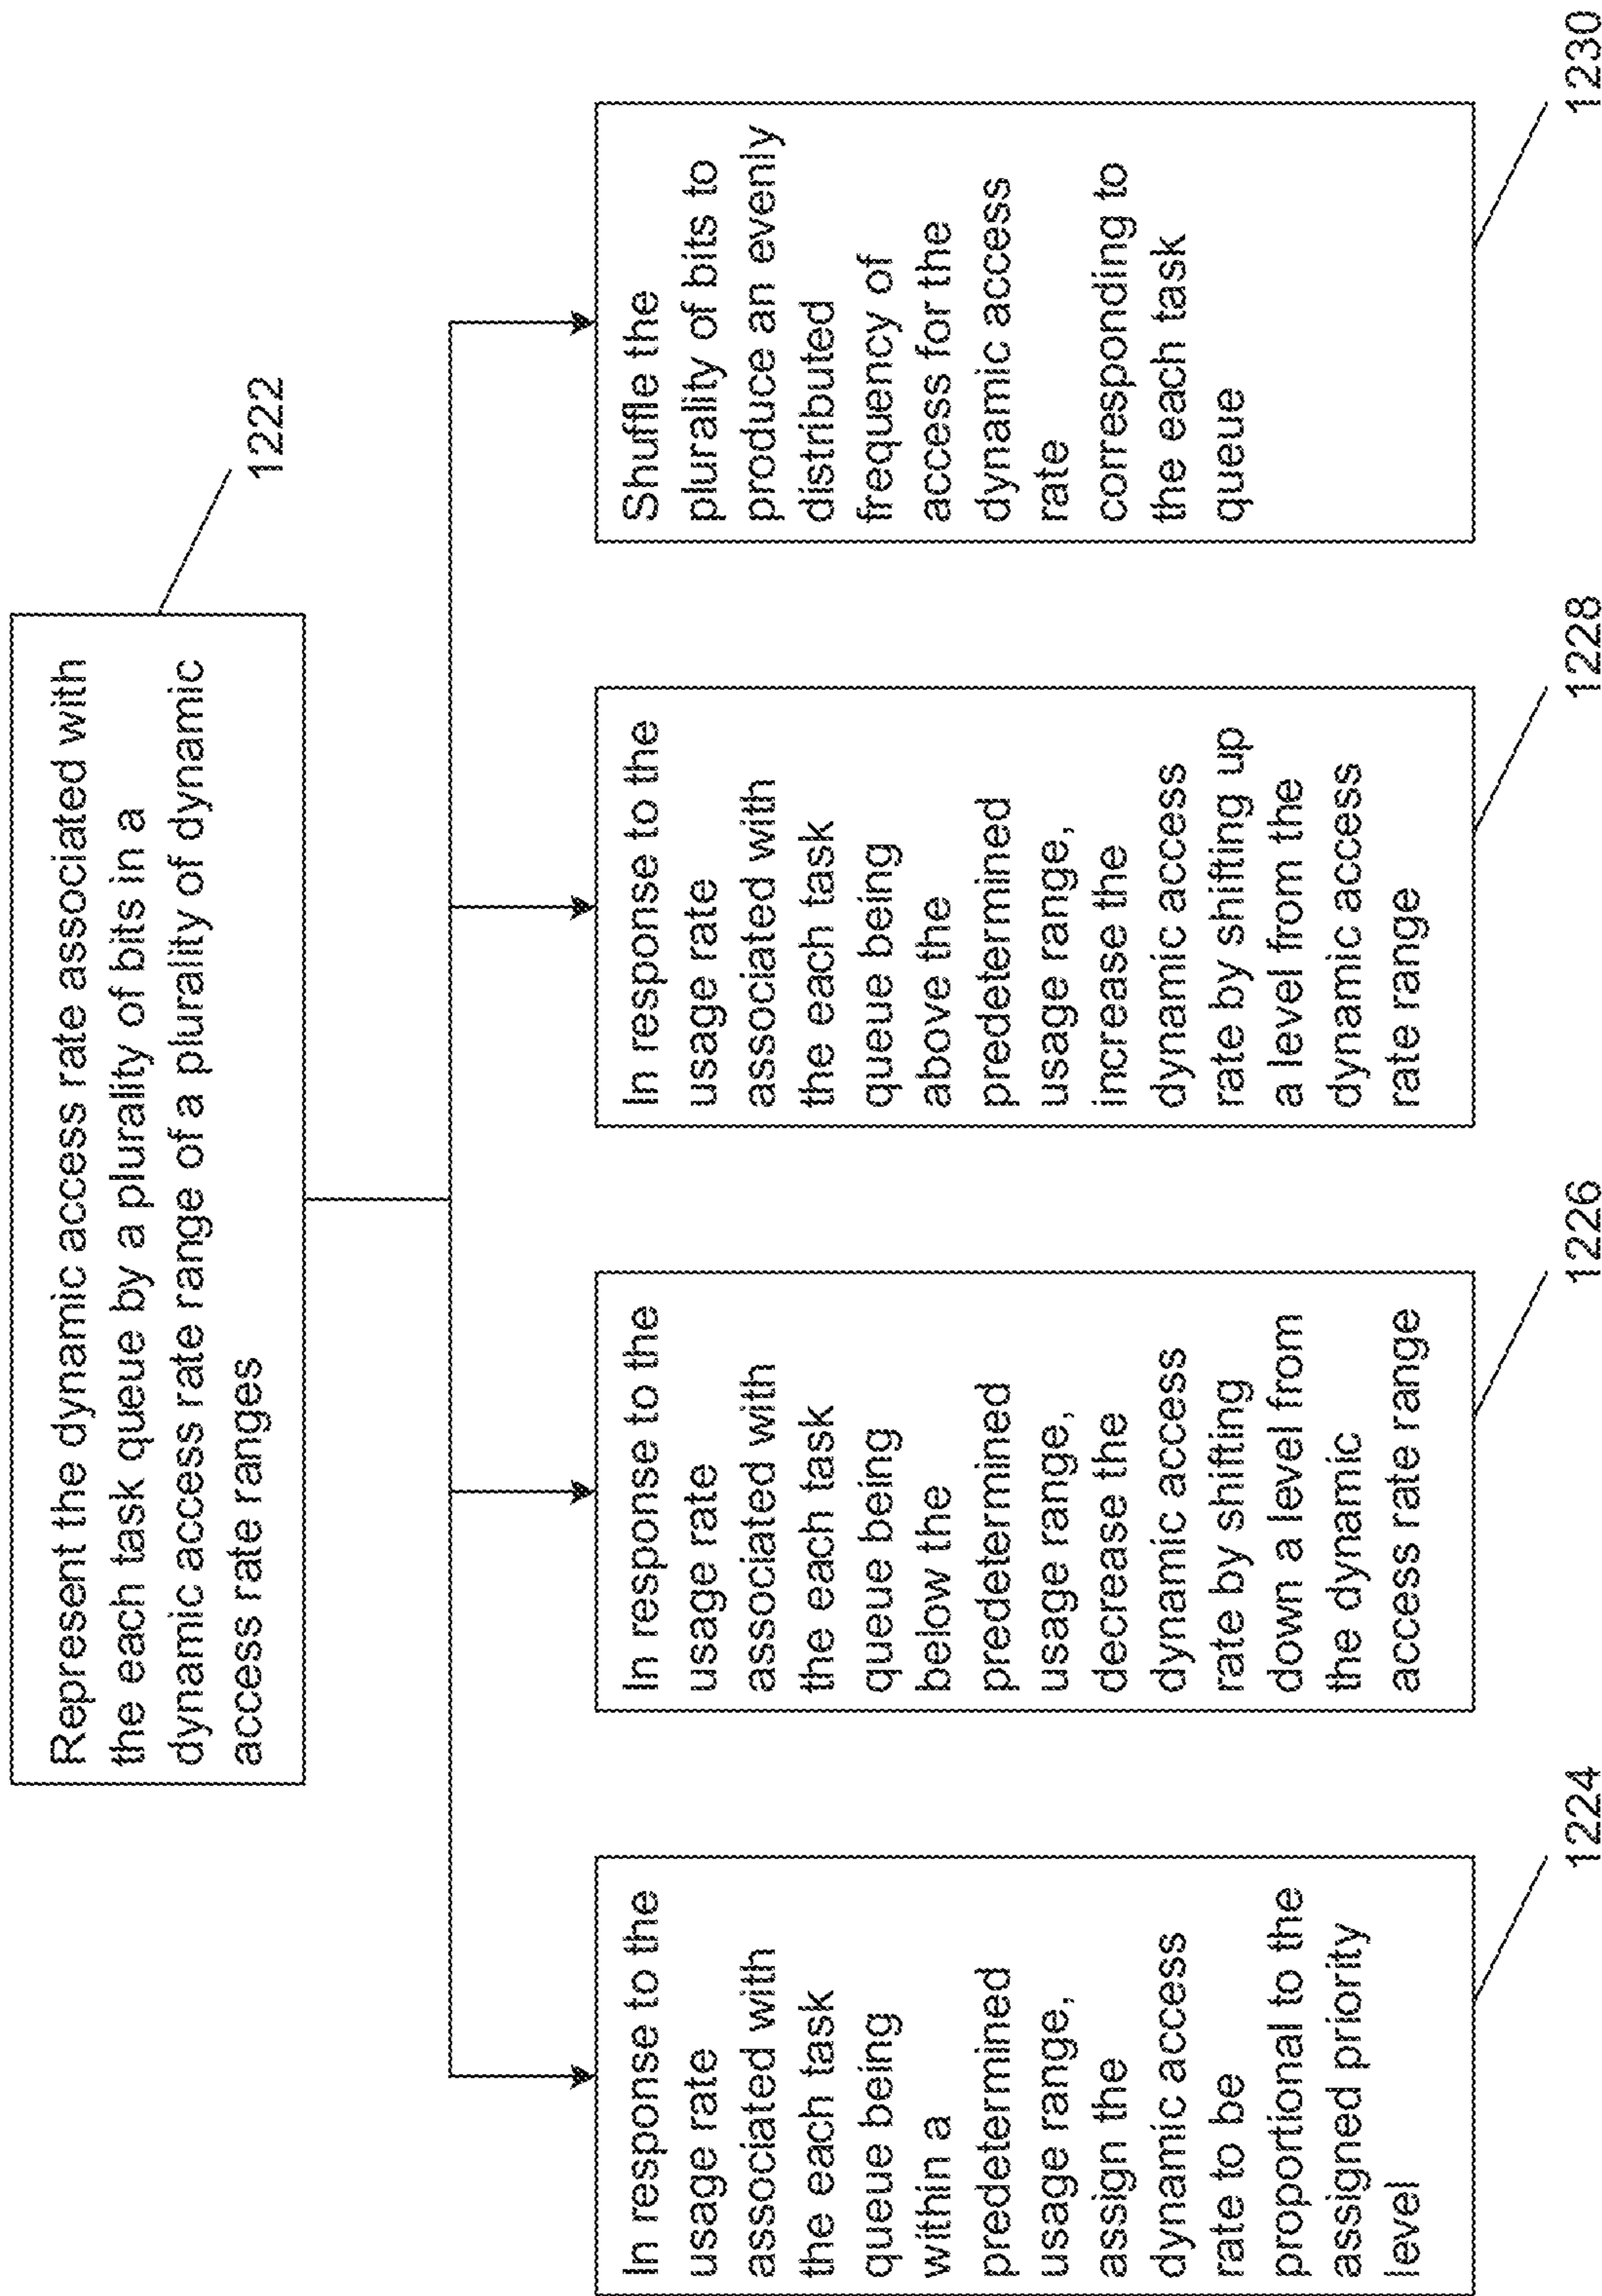 Represent the dynamic access rate associated with
the each task queue by a plurality of bits in a
dynamic access rate range of a plurality of dynamic
access rate ranges
1222
In response to the
usage rate
associated with
the each task
queue being
within a
predetermined
usage range,
assign the
dynamic access
rate to be
proportional to the
assigned priority
level
1224
In response to the
usage rate
associated with
the each task
queue being
below the
predetermined
usage range,
decrease the
dynamic access
rate by shifting
down a level from
the dynamic
access rate range
1226
In response to the
usage rate
associated with
the each task
queue being
above the
predetermined
usage range,
increase the
dynamic access
rate by shifting up
a level from the
dynamic access
rate range
1228
Shuffle the
plurality of bits to
produce an evenly
distributed
frequency of
access for the
dynamic access
rate
corresponding to
the each task
queue
1230